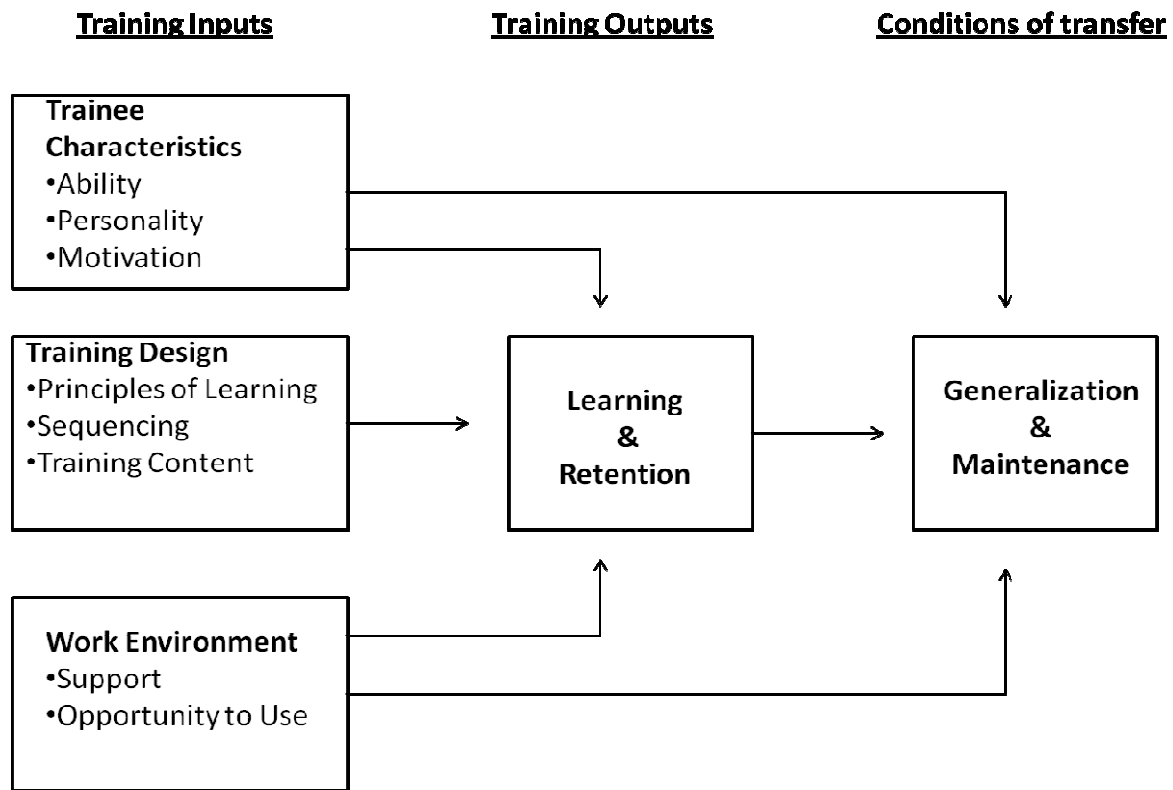 Training Inputs
Training Outputs
Conditions of transfer
Trainee
Characteristics
•Ability
•Personality
•Motivation
Training Design
•Principles of Learning
•Sequencing
•Training Content
Learning
&
Retention
Generalization
&
Maintenance
Work Environment
•Support
•Opportunity to Use